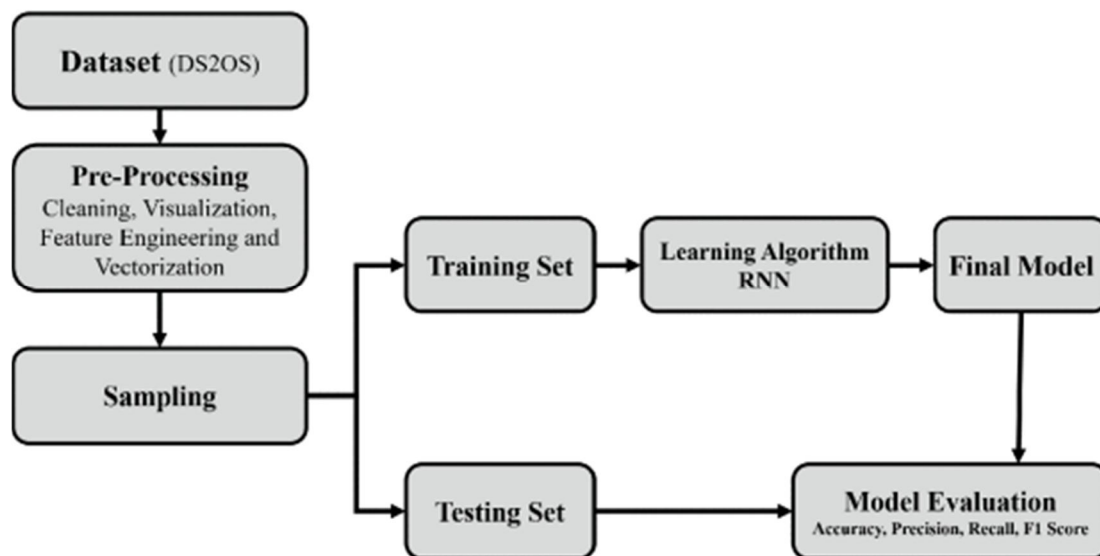 Dataset (DS2OS)
Pre-Processing
Cleaning, Visualization,
Feature Engineering and
Vectorization
Sampling
Training Set
Learning Algorithm
RNN
Final Model
Testing Set
Model Evaluation
Accuracy, Precision, Recall, F1 Score